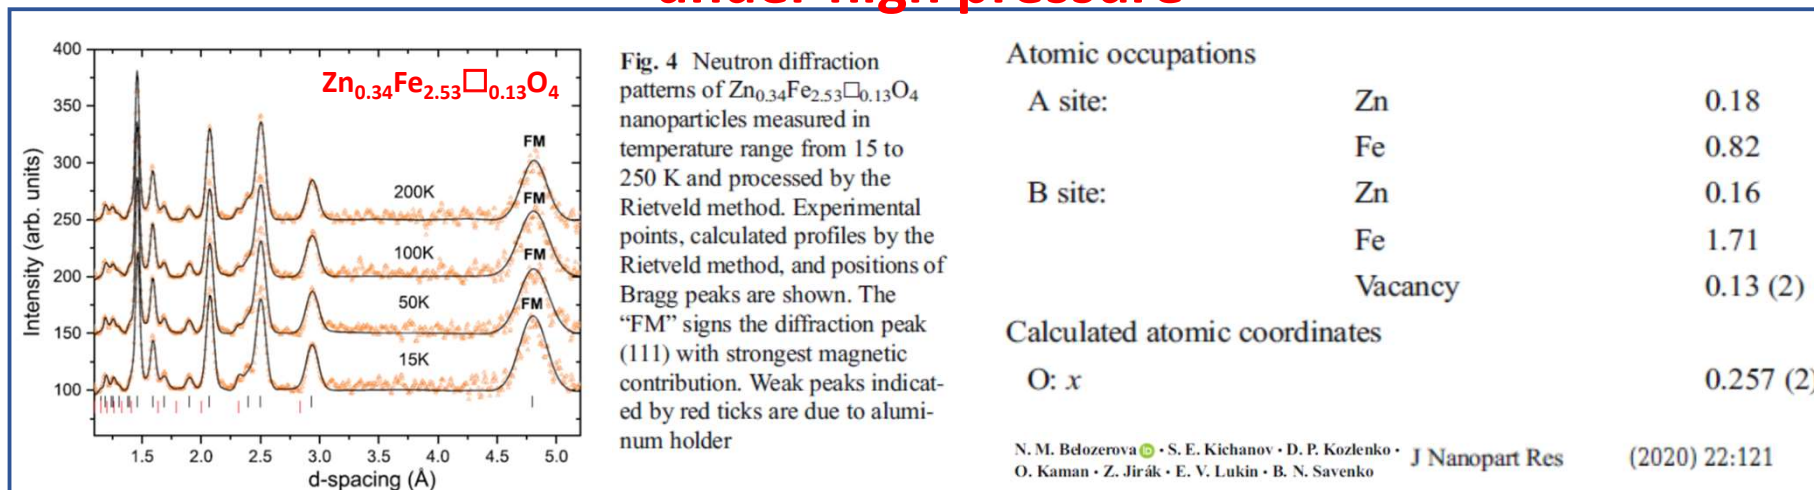 under high pressure
400
350
300
250
200
150
100
Intensity (arb. units)
Zn0.34Fe2.53□0.13O4
FM
200K
FM
100K
FM
50K
FM
15K
1.5 2.0 2.5 3.0 3.5 4.0 4.5 5.0
d-spacing (Å)
Fig. 4 Neutron diffraction
patterns of Zn0.34Fe2.53□0.13O4
nanoparticles measured in
temperature range from 15 to
250 K and processed by the
Rietveld method. Experimental
points, calculated profiles by the
Rietveld method, and positions of
Bragg peaks are shown. The
“FM” signs the diffraction peak
(111) with strongest magnetic
contribution. Weak peaks indicat-
ed by red ticks are due to alumi-
num holder
Atomic occupations
A site: Zn 0.18
Fe 0.82
B site: Zn 0.16
Fe 1.71
Vacancy 0.13 (2)
Calculated atomic coordinates
O: x 0.257 (2)
N. M. Belozerova iD · S. E. Kichanov · D. P. Kozlenko ·
O. Kaman · Z. Jirák · E. V. Lukin · B. N. Savenko
J Nanopart Res (2020) 22:121